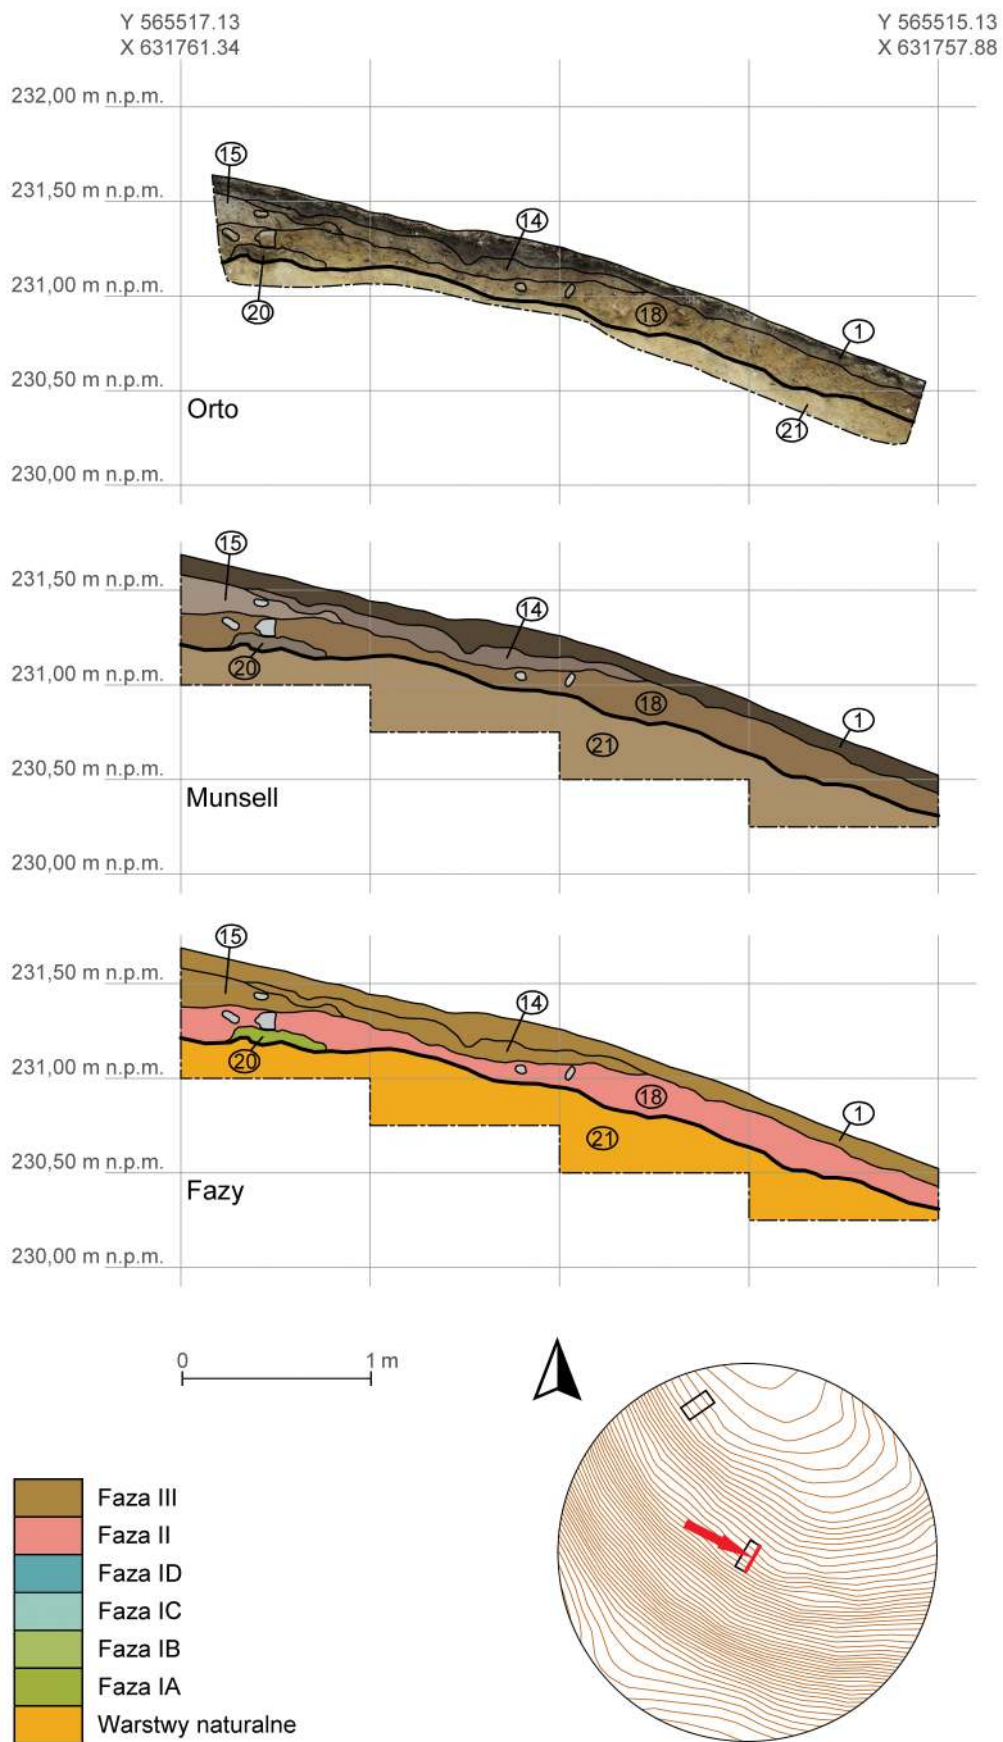 Y 565517.13
X 631761.34
Y 565515.13
X 631757.88
232,00 m n.p.m.
15
231,50 m n.p.m.
14
231,00 m n.p.m.
20
18
1
230,50 m n.p.m.
Orto
21
230,00 m n.p.m.
15
231,50 m n.p.m.
14
231,00 m n.p.m.
20
18
1
21
230,50 m n.p.m.
Munsell
230,00 m n.p.m.
15
231,50 m n.p.m.
14
231,00 m n.p.m.
20
18
1
21
230,50 m n.p.m.
Fazy
230,00 m n.p.m.
0 1 m
Faza III
Faza II
Faza ID
Faza IC
Faza IB
Faza IA
Warstwy naturalne